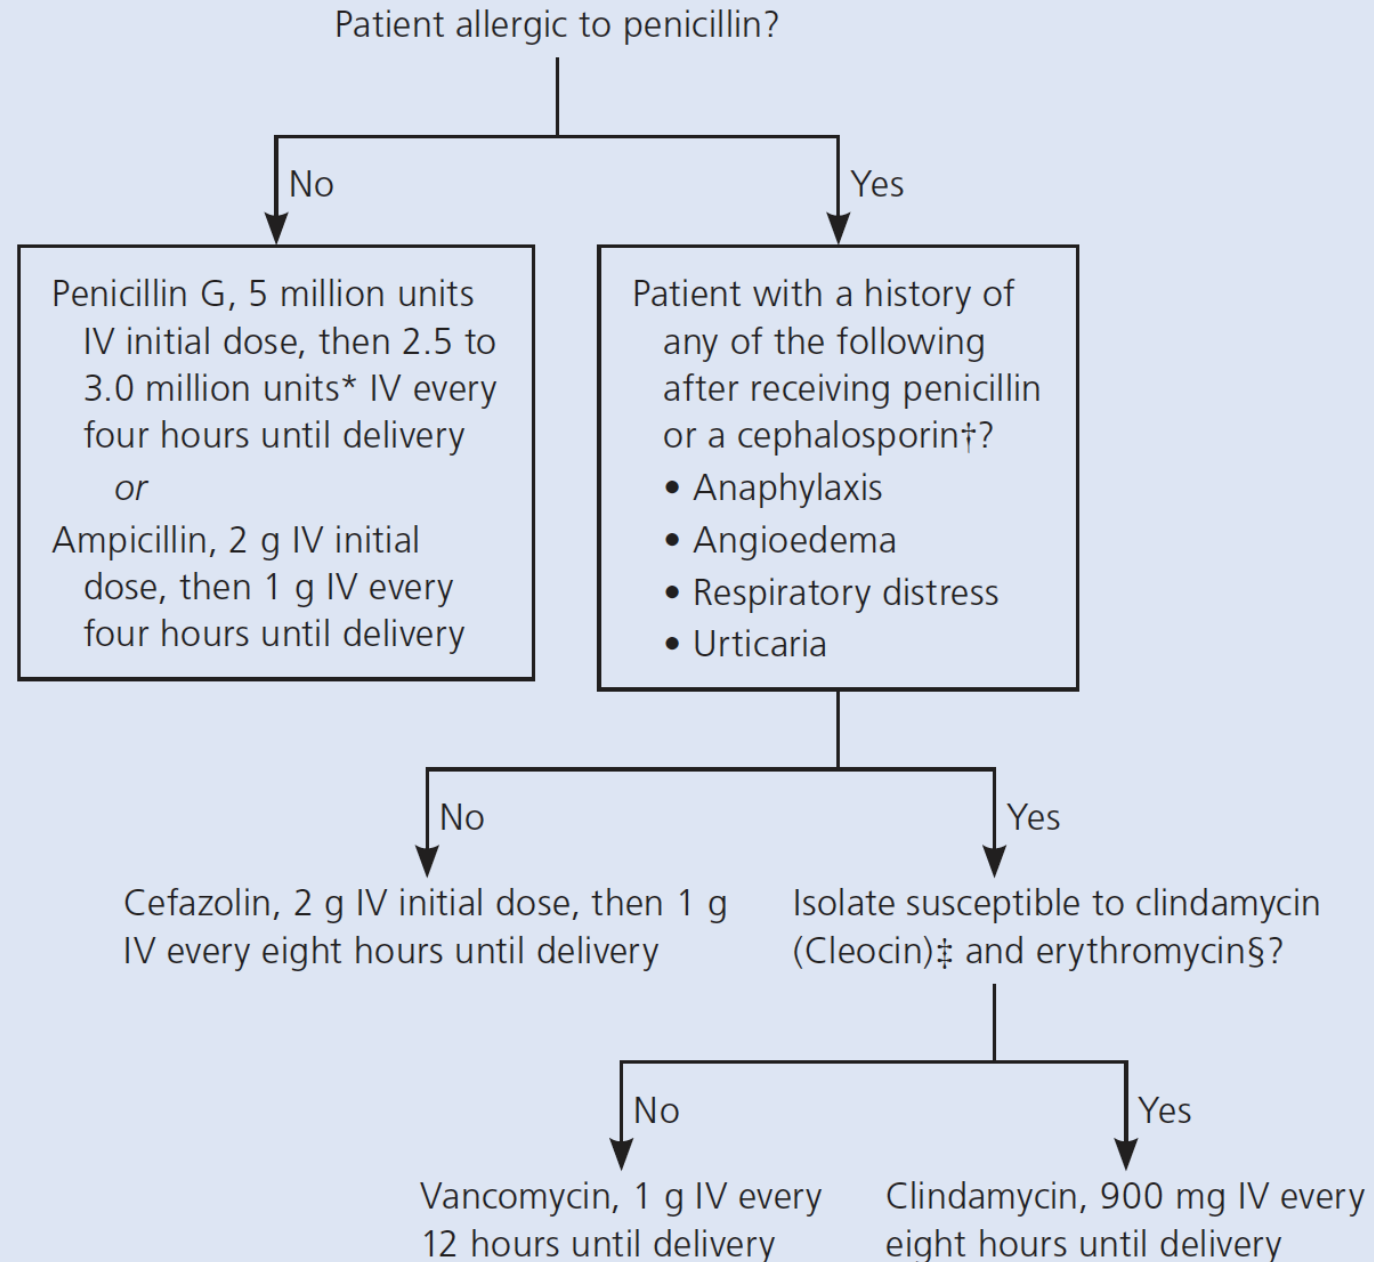 Patient allergic to penicillin?
No
Yes
Penicillin G, 5 million units
IV initial dose, then 2.5 to
3.0 million units* IV every
four hours until delivery
or
Ampicillin, 2 g IV initial
dose, then 1 g IV every
four hours until delivery
Patient with a history of
any of the following
after receiving penicillin
or a cephalosporin†?
• Anaphylaxis
• Angioedema
• Respiratory distress
• Urticaria
No
Yes
Cefazolin, 2 g IV initial dose, then 1 g
IV every eight hours until delivery
Isolate susceptible to clindamycin
(Cleocin)‡ and erythromycin§?
No
Yes
Vancomycin, 1 g IV every
12 hours until delivery
Clindamycin, 900 mg IV every
eight hours until delivery